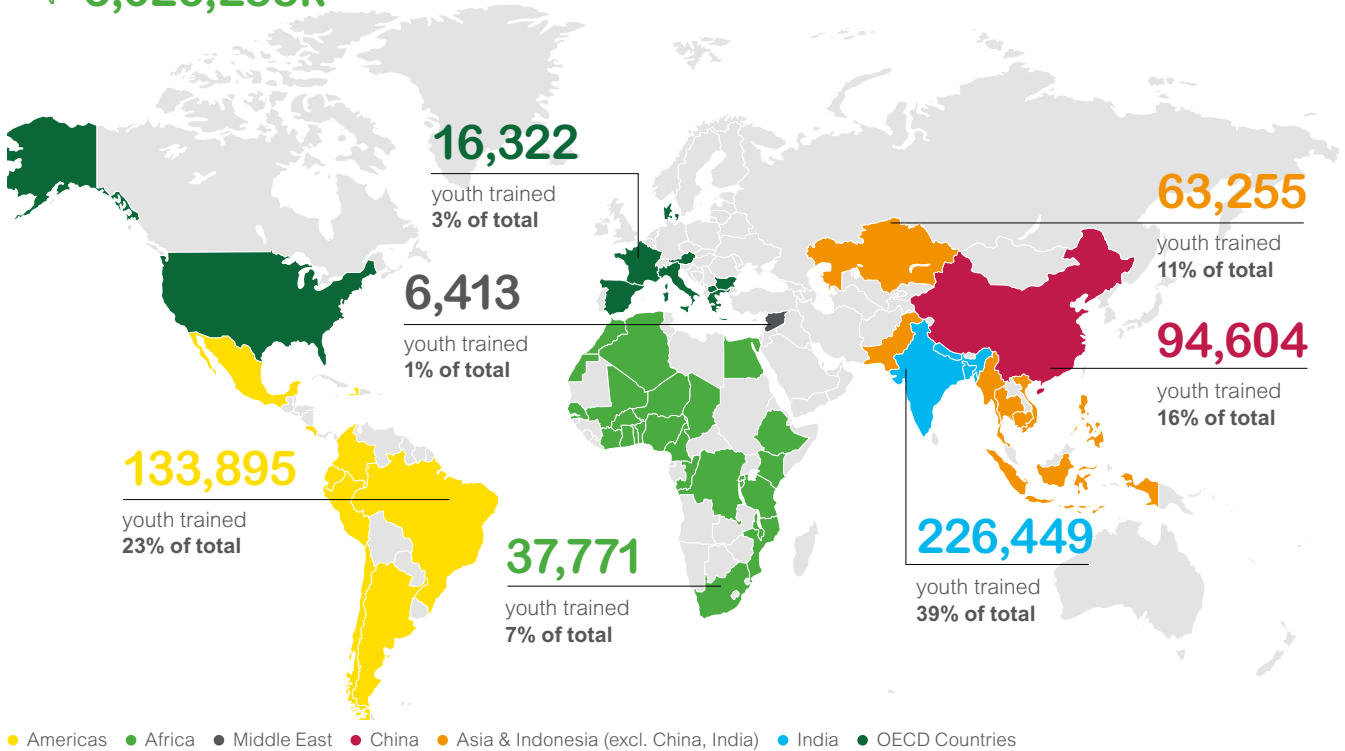 16,322
youth trained
3% of total
63,255
youth trained
11% of total
6,413
youth trained
1% of total
94,604
youth trained
16% of total
133,895
youth trained
23% of total
226,449
youth trained
39% of total
37,771
youth trained
7% of total
Americas Africa Middle East China Asia & Indonesia (excl. China, India) India OECD Countries